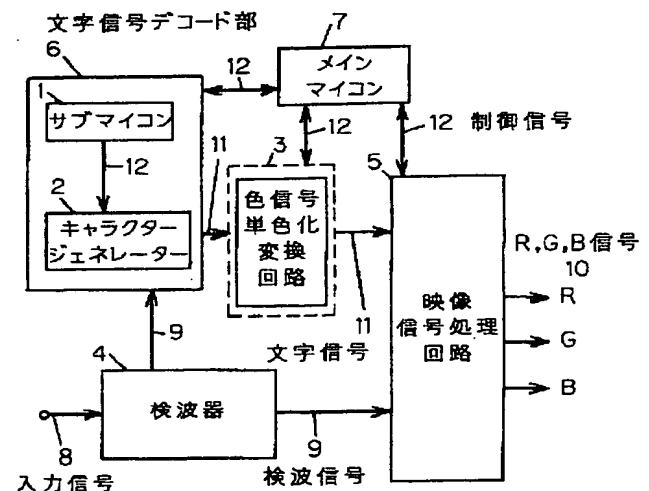 文字信号デコード部
6
7
メイン
マイコン
12
1
サブマイコン
12
2
キャラクター
ジェネレーター
11
12
3
色信号
単色化
変換
回路
12 制御信号
5
11
文字信号
映像
信号処理
回路
R,G,B信号
10
R
G
B
9
4
検波器
8
入力信号
9
検波信号